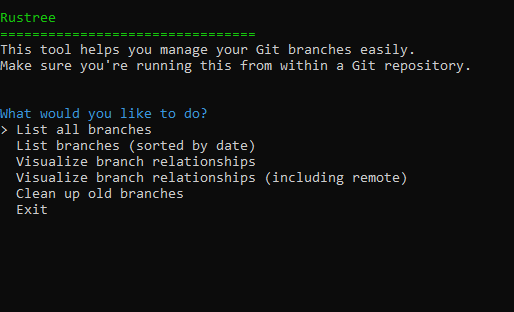 Rustree
================================
This tool helps you manage your Git branches easily.
Make sure you're running this from within a Git repository.
What would you like to do?
> List all branches
List branches (sorted by date)
Visualize branch relationships
Visualize branch relationships (including remote)
Clean up old branches
Exit